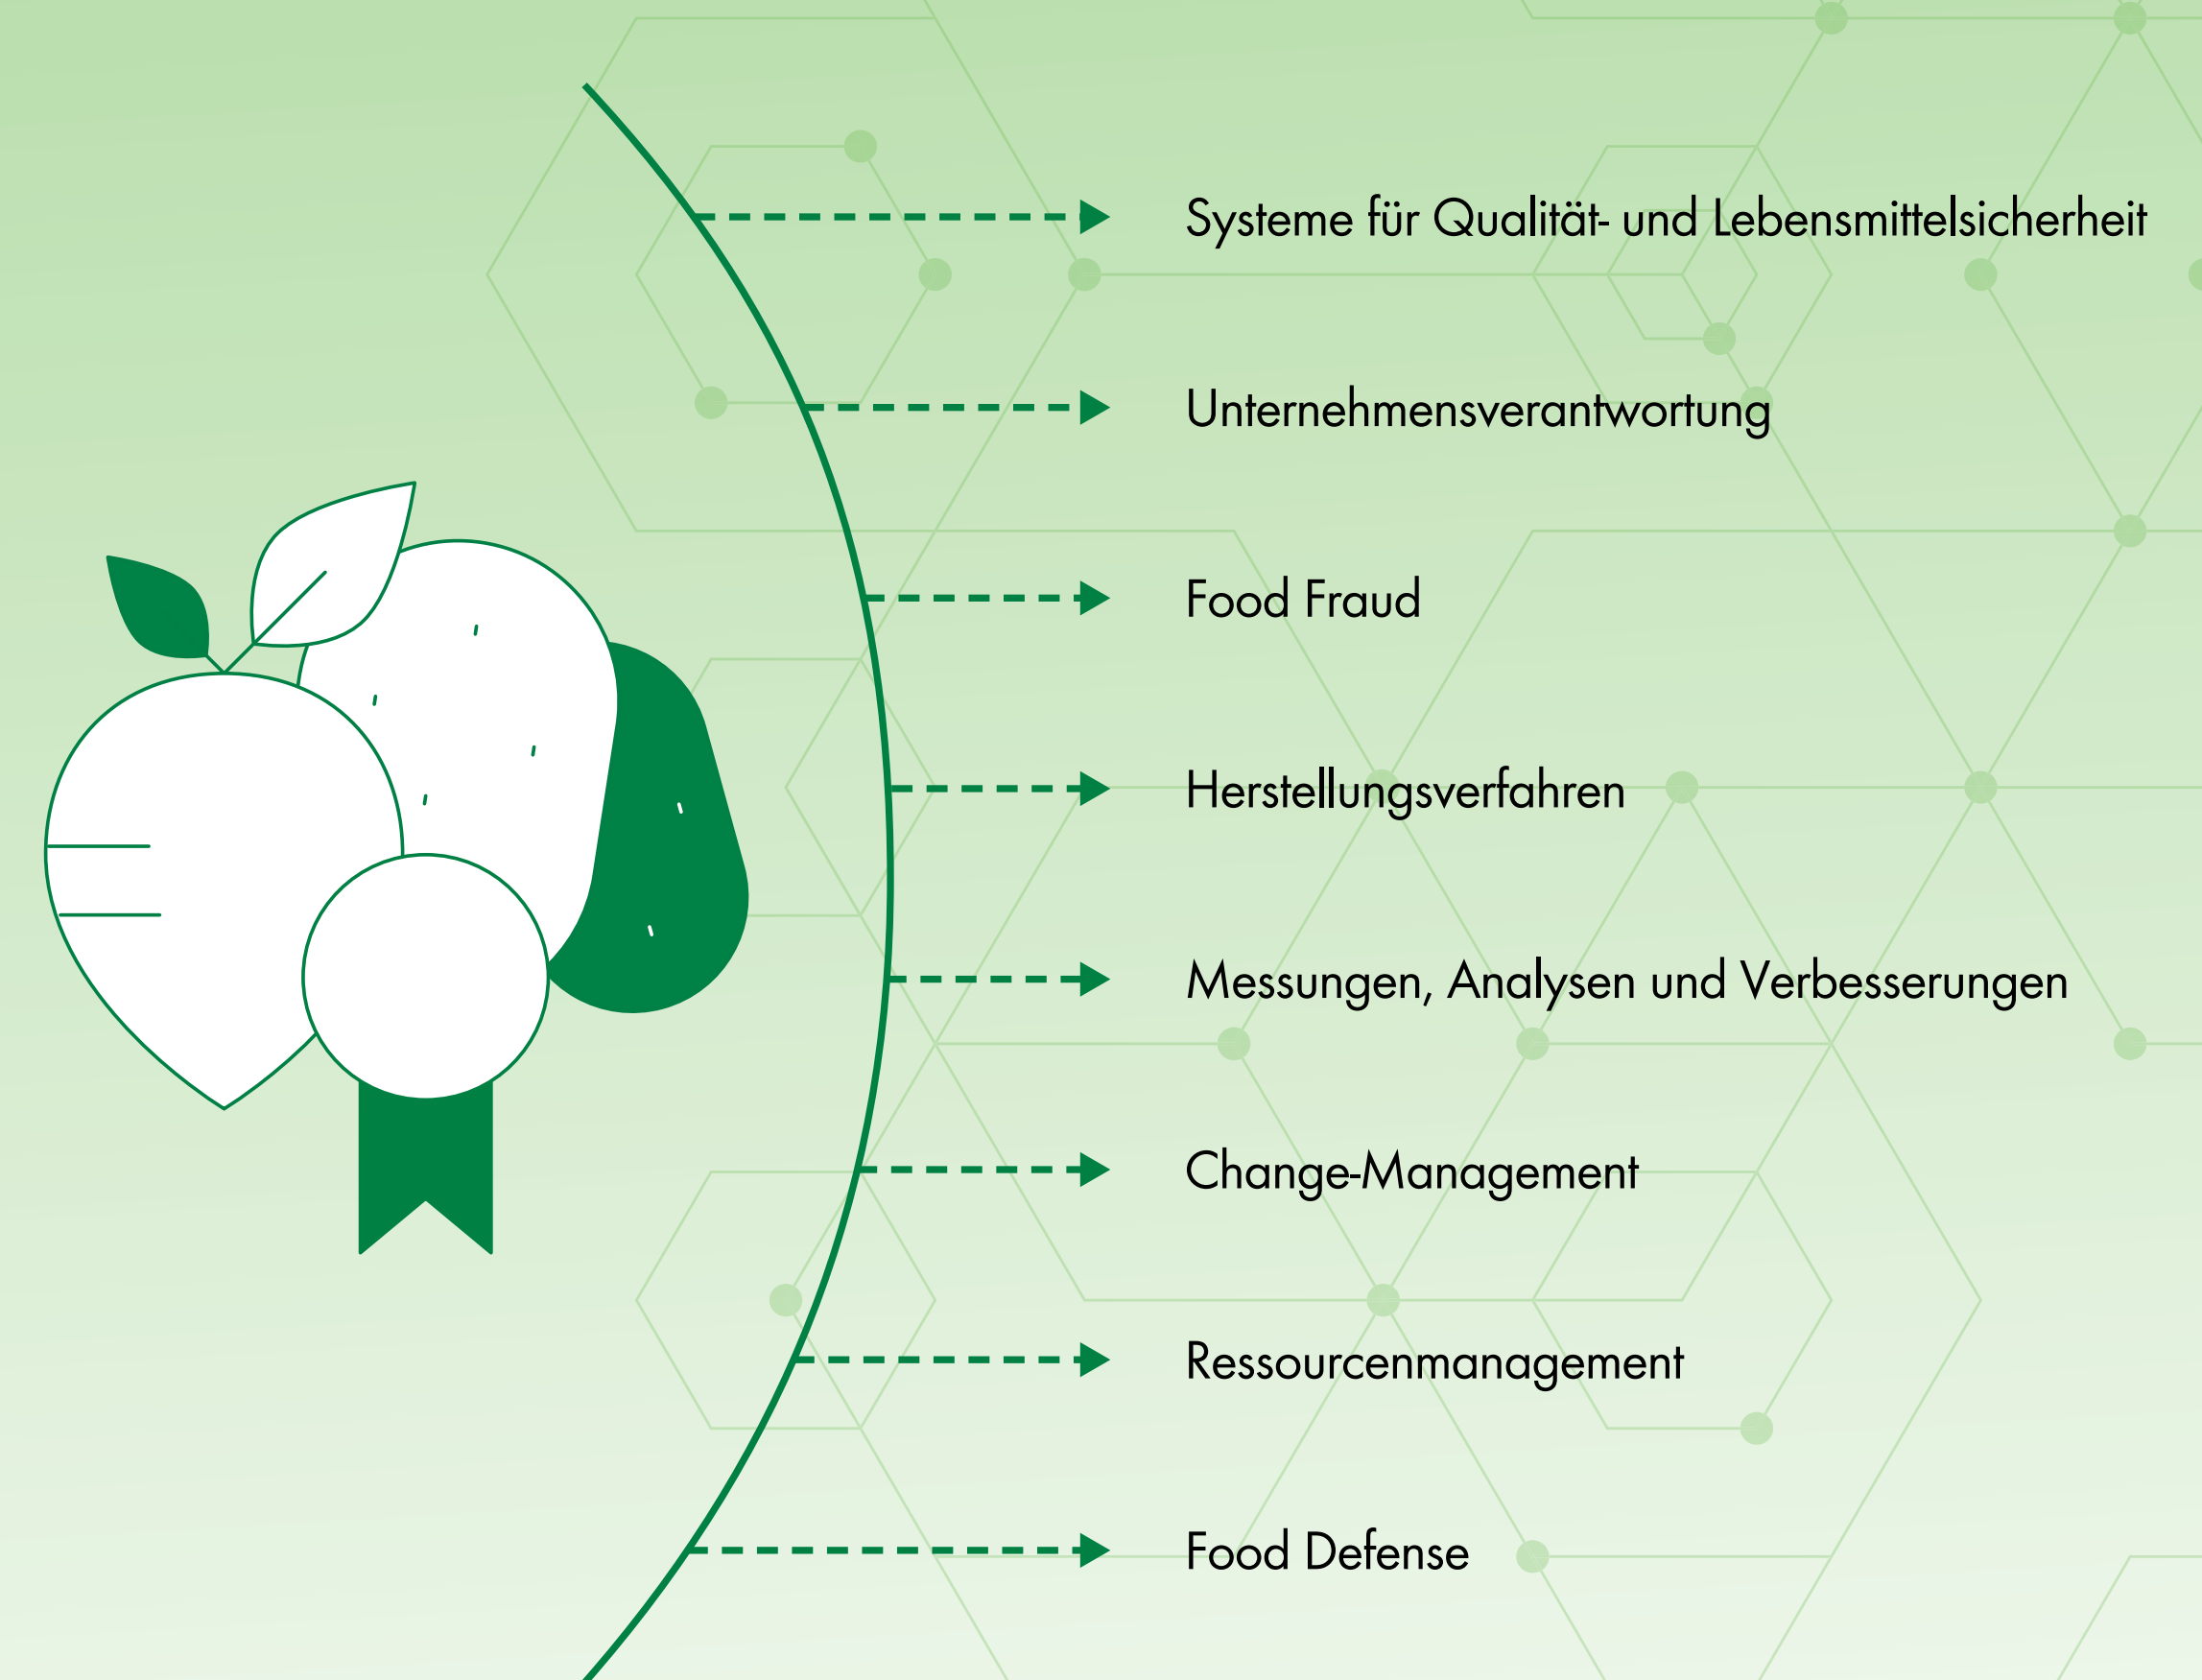 Systeme für Qualität- und Lebensmittelsicherheit
Unternehmensverantwortung
Food Fraud
Herstellungsverfahren
Messungen, Analysen und Verbesserungen
Change-Management
Ressourcenmanagement
Food Defense